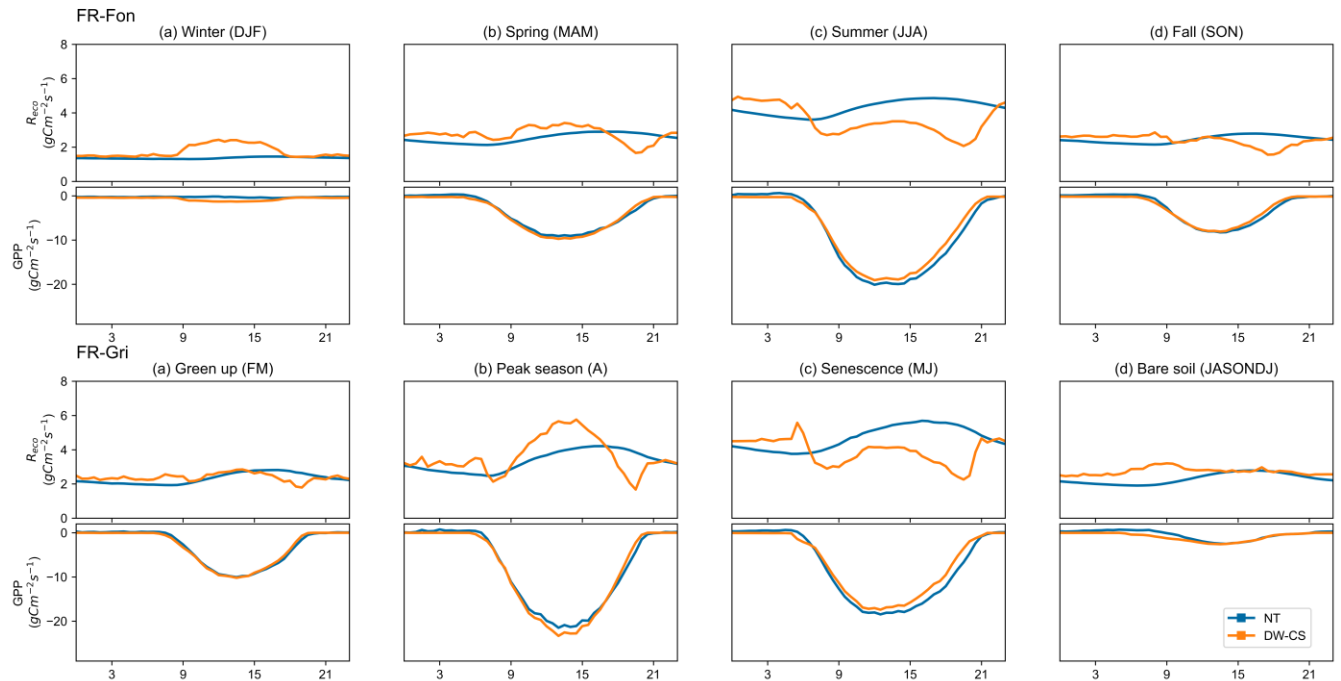 FR-Fon
(a) Winter (DJF)
(b) Spring (MAM)
(c) Summer (JJA)
(d) Fall (SON)
8
6
4
2
0
R_eco
(gCm⁻²s⁻¹)
0
−10
−20
GPP
(gCm⁻²s⁻¹)
3 9 15 21
3 9 15 21
3 9 15 21
3 9 15 21
FR-Gri
(a) Green up (FM)
(b) Peak season (A)
(c) Senescence (MJ)
(d) Bare soil (JASONDJ)
8
6
4
2
0
R_eco
(gCm⁻²s⁻¹)
0
−10
−20
GPP
(gCm⁻²s⁻¹)
NT
DW-CS
3 9 15 21
3 9 15 21
3 9 15 21
3 9 15 21